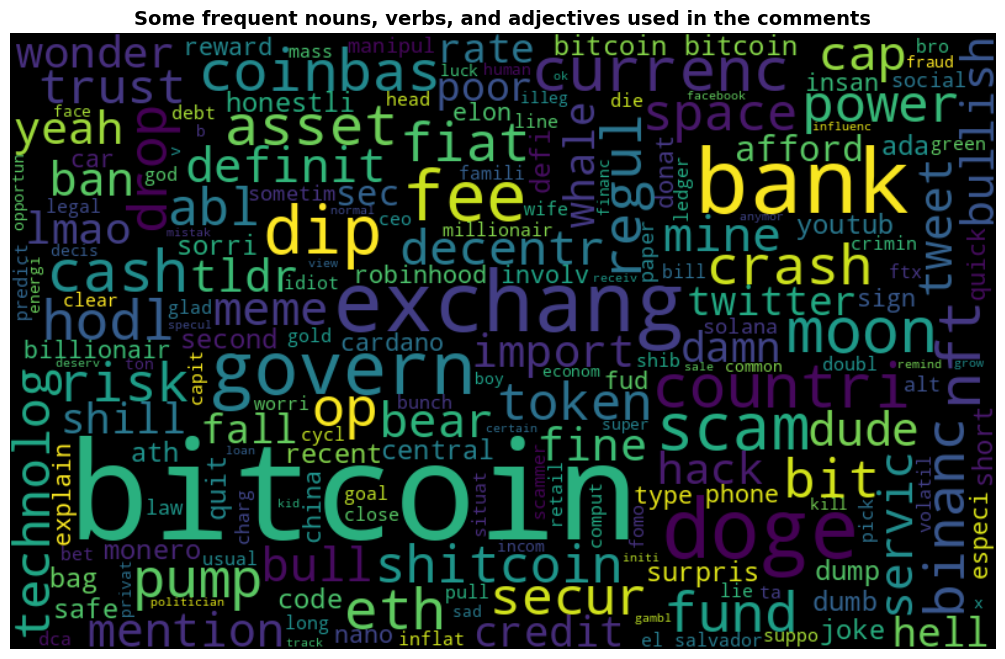 Some frequent nouns, verbs, and adjectives used in the comments
wonder reward mass manipul rate bitcoin bitcoin cap bro
trust coinbas luck human currenc ok insan fraud social bullish
face debt honestli poor elon illeg head line die facebook space power
yeah drop b asset fiat whale influenc afford ada green
v definit defi regul donat ledger bank
ban car god sometim sec famili financ
opportun legal abl fee wife mine anymor youtub tweet
lmao mistak dip normal ceo millionair decentr paper crimin quick
decis sorri view
predict energi cash tldr idiot robinhood involv receiv bill crash ftx
clear glad meme exchang twitter sign nft
hodl specul second gold cardano import damn solana
billionair deserv ton govern boy econom shib sale common doubl moon remind grow
technolog risk capit worri op bunch token fud countri alt
shill fall cycl bear certain super scam dude short
ath loan recent central fine hack bit
explain bitcoin quit kid goal close china situat scammer retail comput type phone kill servic volatil binanc especi
law charg fomo pick
bet monero usual bull incom shitcoin initi doge
bag privat pump code eth pull lie surpris dump
safe politician long sad secur gambl fund ta dumb x
dca mention track nano inflat credit el salvador suppo joke hell